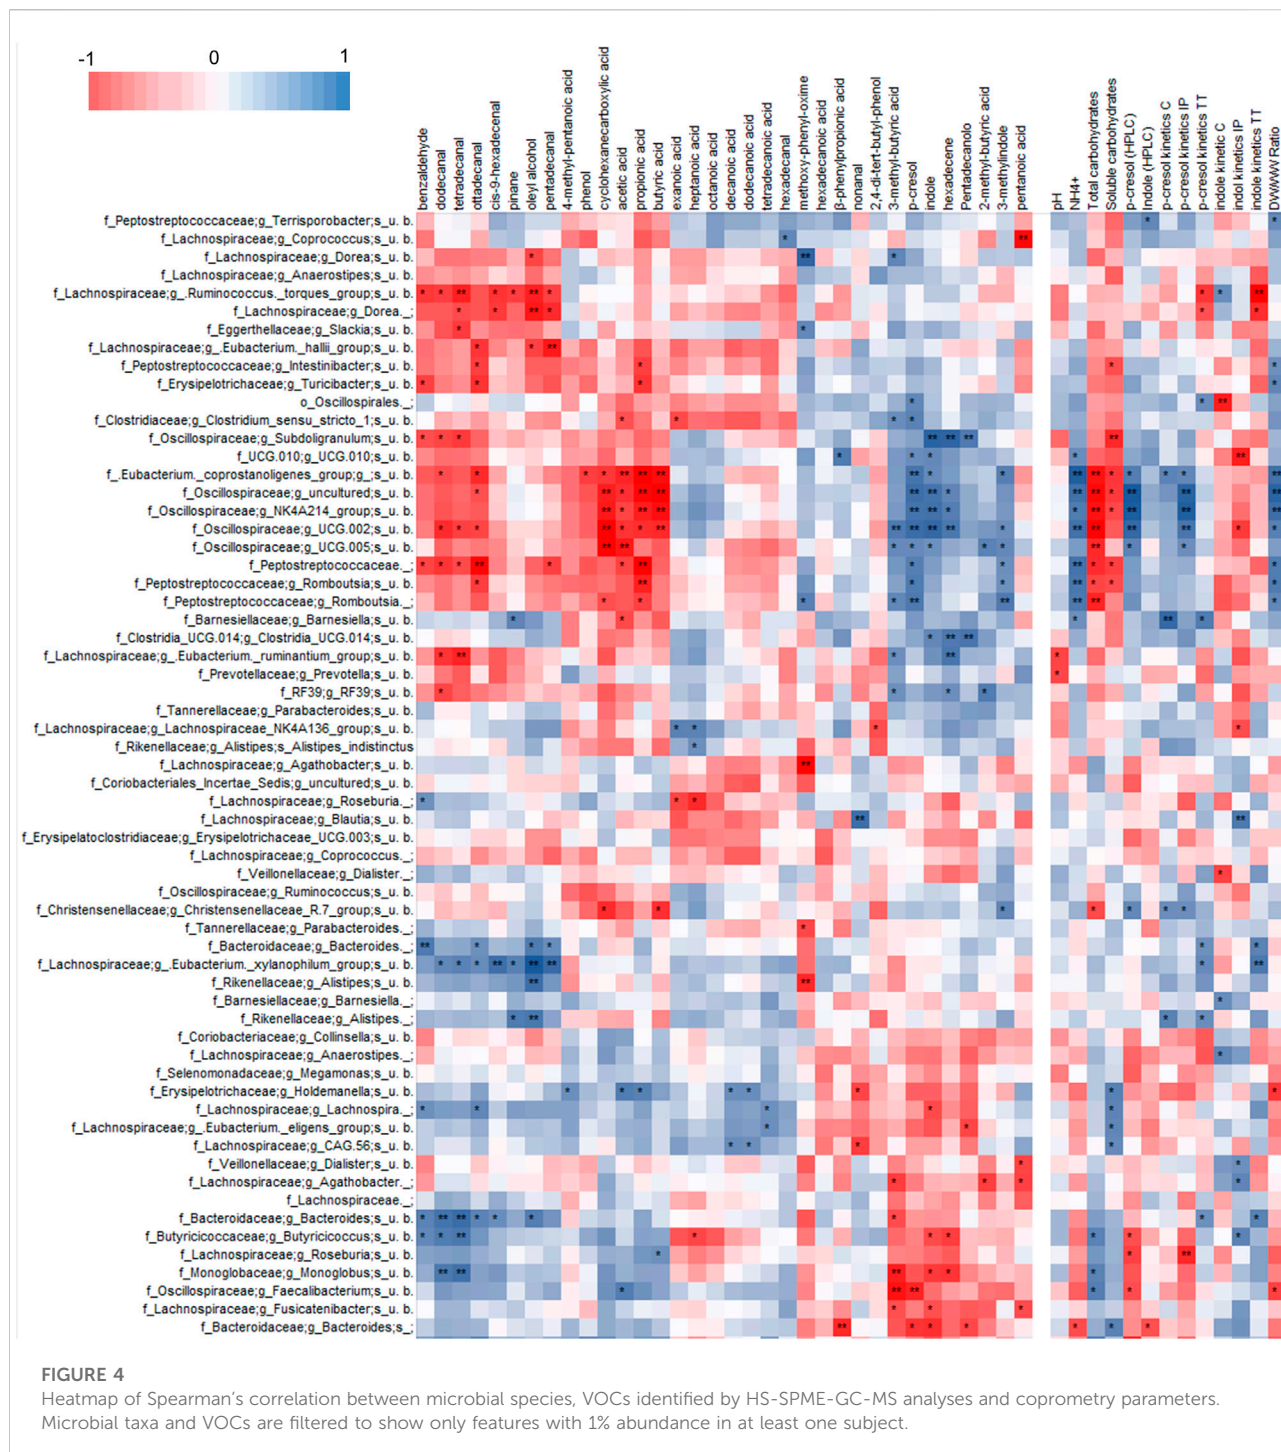 -1 0 1
benzaldehyde
dodecanal
tetradecanal
ottadecanal
cis-9-hexadecenal
pinane
oleyl alcohol
pentadecanal
4-methyl-pentanoic acid
phenol
cyclohexanecarboxylic acid
acetic acid
propionic acid
butyric acid
exanoic acid
heptanoic acid
octanoic acid
decanoic acid
dodecanoic acid
tetradecanoic acid
hexadecanal
methoxy-phenyl-oxime
hexadecanoic acid
β-phenylpropionic acid
nonanal
2,4-di-tert-butyl-phenol
3-methyl-butyric acid
p-cresol
indole
hexadecene
Pentadecanolo
2-methyl-butyric acid
3-methylindole
pentanoic acid
pH
NH4+
Total carbohydrates
Soluble carbohydrates
p-cresol (HPLC)
Indole (HPLC)
p-cresol kinetics C
p-cresol kinetics IP
p-cresol kinetics TT
indole kinetic C
indol kinetics IP
indole kinetics TT
DW/WW Ratio
f_Peptostreptococcaceae;g_Terrisporobacter;s_u. b.
f_Lachnospiraceae;g_Coprococcus;s_u. b.
f_Lachnospiraceae;g_Dorea;s_u. b.
f_Lachnospiraceae;g_Anaerostipes;s_u. b.
f_Lachnospiraceae;g_.Ruminococcus._torques_group;s_u. b.
f_Lachnospiraceae;g_Dorea._;
f_Eggerthellaceae;g_Slackia;s_u. b.
f_Lachnospiraceae;g_.Eubacterium._hallii_group;s_u. b.
f_Peptostreptococcaceae;g_Intestinibacter;s_u. b.
f_Erysipelotrichaceae;g_Turicibacter;s_u. b.
o_Oscillospirales._;
f_Clostridiaceae;g_Clostridium_sensu_stricto_1;s_u. b.
f_Oscillospiraceae;g_Subdoligranulum;s_u. b.
f_UCG.010;g_UCG.010;s_u. b.
f_.Eubacterium._coprostanoligenes_group;g_;s_u. b.
f_Oscillospiraceae;g_uncultured;s_u. b.
f_Oscillospiraceae;g_NK4A214_group;s_u. b.
f_Oscillospiraceae;g_UCG.002;s_u. b.
f_Oscillospiraceae;g_UCG.005;s_u. b.
f_Peptostreptococcaceae._;
f_Peptostreptococcaceae;g_Romboutsia;s_u. b.
f_Peptostreptococcaceae;g_Romboutsia._;
f_Barnesiellaceae;g_Barnesiella;s_u. b.
f_Clostridia_UCG.014;g_Clostridia_UCG.014;s_u. b.
f_Lachnospiraceae;g_.Eubacterium._ruminantium_group;s_u. b.
f_Prevotellaceae;g_Prevotella;s_u. b.
f_RF39;g_RF39;s_u. b.
f_Tannerellaceae;g_Parabacteroides;s_u. b.
f_Lachnospiraceae;g_Lachnospiraceae_NK4A136_group;s_u. b.
f_Rikenellaceae;g_Alistipes;s_Alistipes_indistinctus
f_Lachnospiraceae;g_Agathobacter;s_u. b.
f_Coriobacteriales_Incertae_Sedis;g_uncultured;s_u. b.
f_Lachnospiraceae;g_Roseburia._;
f_Lachnospiraceae;g_Blautia;s_u. b.
f_Erysipelatoclostridiaceae;g_Erysipelotrichaceae_UCG.003;s_u. b.
f_Lachnospiraceae;g_Coprococcus._;
f_Veillonellaceae;g_Dialister._;
f_Oscillospiraceae;g_Ruminococcus;s_u. b.
f_Christensenellaceae;g_Christensenellaceae_R.7_group;s_u. b.
f_Tannerellaceae;g_Parabacteroides._;
f_Bacteroidaceae;g_Bacteroides._;
f_Lachnospiraceae;g_.Eubacterium._xylanophilum_group;s_u. b.
f_Rikenellaceae;g_Alistipes;s_u. b.
f_Barnesiellaceae;g_Barnesiella._;
f_Rikenellaceae;g_Alistipes._;
f_Coriobacteriaceae;g_Collinsella;s_u. b.
f_Lachnospiraceae;g_Anaerostipes._;
f_Selenomonadaceae;g_Megamonas;s_u. b.
f_Erysipelotrichaceae;g_Holdemanella;s_u. b.
f_Lachnospiraceae;g_Lachnospira._;
f_Lachnospiraceae;g_.Eubacterium._eligens_group;s_u. b.
f_Lachnospiraceae;g_CAG.56;s_u. b.
f_Veillonellaceae;g_Dialister;s_u. b.
f_Lachnospiraceae;g_Agathobacter._;
f_Lachnospiraceae._;
f_Bacteroidaceae;g_Bacteroides;s_u. b.
f_Butyricicoccaceae;g_Butyricicoccus;s_u. b.
f_Lachnospiraceae;g_Roseburia;s_u. b.
f_Monoglobaceae;g_Monoglobus;s_u. b.
f_Oscillospiraceae;g_Faecalibacterium;s_u. b.
f_Lachnospiraceae;g_Fusicatenibacter;s_u. b.
f_Bacteroidaceae;g_Bacteroides;s_;
FIGURE 4
Heatmap of Spearman's correlation between microbial species, VOCs identified by HS-SPME-GC-MS analyses and coprometry parameters.
Microbial taxa and VOCs are filtered to show only features with 1% abundance in at least one subject.